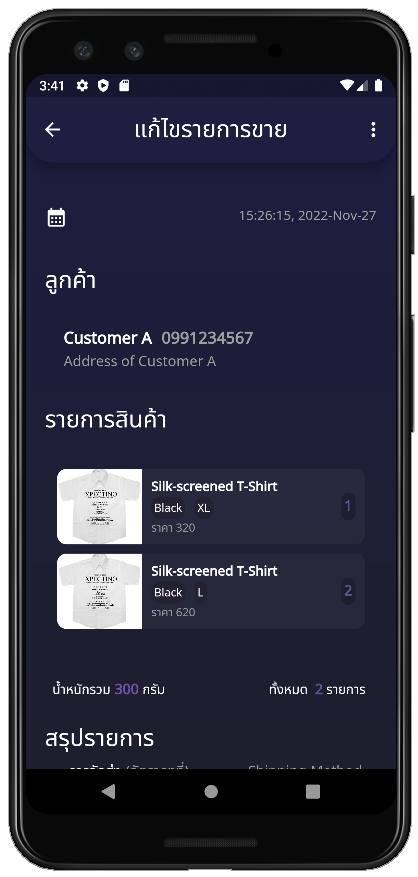 3:41
แก้ไขรายการขาย
15:26:15, 2022-Nov-27
ลูกค้า
Customer A 0991234567
Address of Customer A
รายการสินค้า
Silk-screened T-Shirt
Black XL
ราคา 320
1
Silk-screened T-Shirt
Black L
ราคา 620
2
น้ำหนักรวม 300 กรัม
ทั้งหมด 2 รายการ
สรุปรายการ
Shipping Method